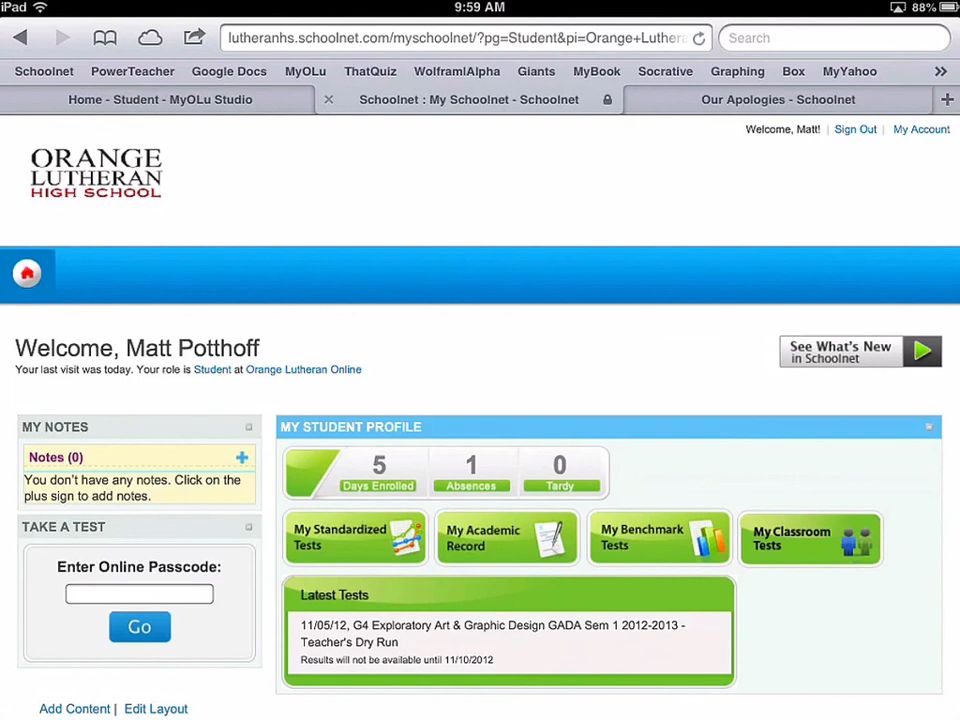 iPad 9:59 AM 88%
lutheranhs.schoolnet.com/myschoolnet/?pg=Student&pi=Orange+Luther Search
Schoolnet PowerTeacher Google Docs MyOLu ThatQuiz Wolfram|Alpha Giants MyBook Socrative Graphing Box MyYahoo »
Home - Student - MyOLu Studio Schoolnet : My Schoolnet - Schoolnet Our Apologies - Schoolnet
Welcome, Matt! | Sign Out | My Account
ORANGE
LUTHERAN
HIGH SCHOOL
Welcome, Matt Potthoff
Your last visit was today. Your role is Student at Orange Lutheran Online
See What's New
in Schoolnet
MY NOTES
Notes (0)
You don't have any notes. Click on the
plus sign to add notes.
TAKE A TEST
Enter Online Passcode:
Go
Add Content | Edit Layout
MY STUDENT PROFILE
5 1 0
Days Enrolled Absences Tardy
My Standardized
Tests
My Academic
Record
My Benchmark
Tests
My Classroom
Tests
Latest Tests
11/05/12, G4 Exploratory Art & Graphic Design GADA Sem 1 2012-2013 -
Teacher's Dry Run
Results will not be available until 11/10/2012